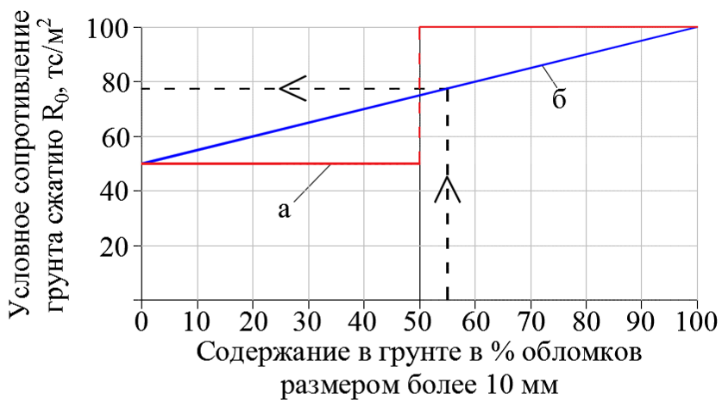 Условное сопротивление
грунта сжатию R₀, тс/м²
100
80
60
40
20
а
б
0 10 20 30 40 50 60 70 80 90 100
Содержание в грунте в % обломков
размером более 10 мм